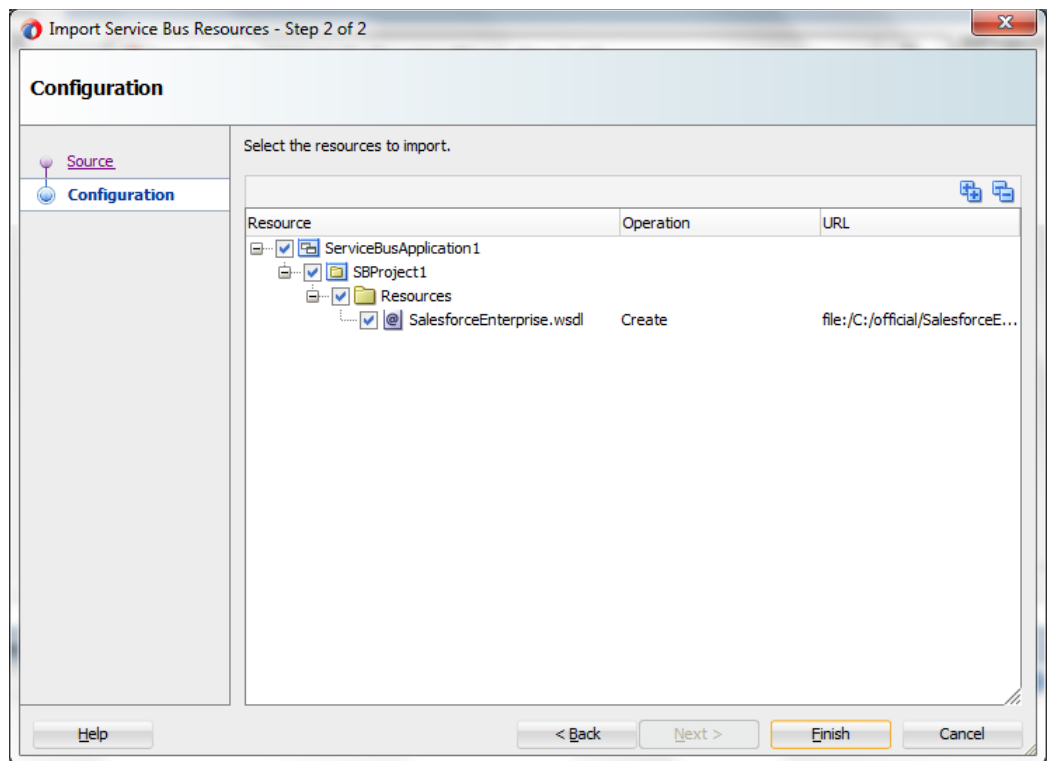 Import Service Bus Resources - Step 2 of 2
Configuration
Source
Configuration
Select the resources to import.
Resource Operation URL
ServiceBusApplication1
SBProject1
Resources
SalesforceEnterprise.wsdl Create file:/C:/official/SalesforceE...
Help < Back Next > Finish Cancel